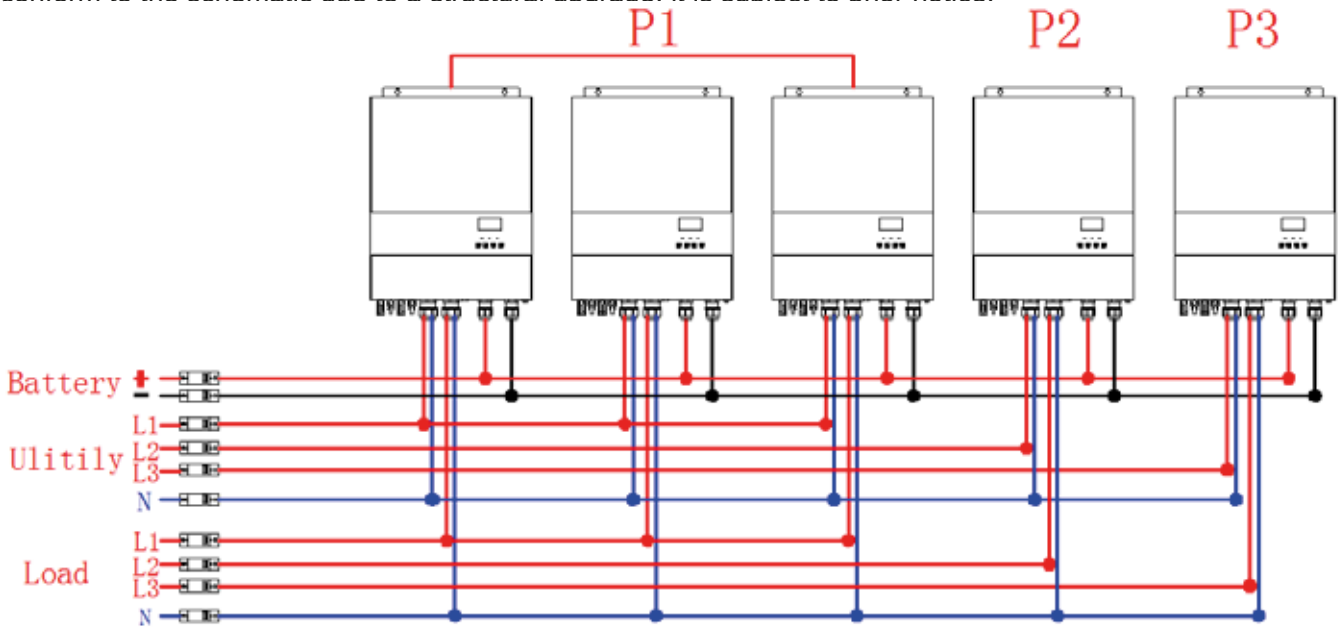 P1 P2 P3
Battery + -
L1
Ulitily L2
L3
N
L1
Load L2
L3
N